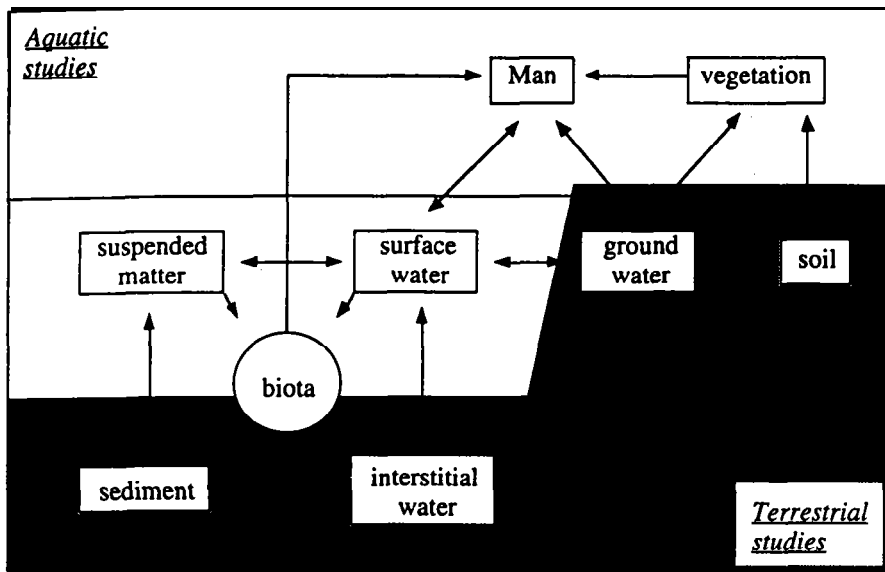 Aquatic
studies
Man
vegetation
suspended
matter
surface
water
ground
water
soil
biota
sediment
interstitial
water
Terrestrial
studies